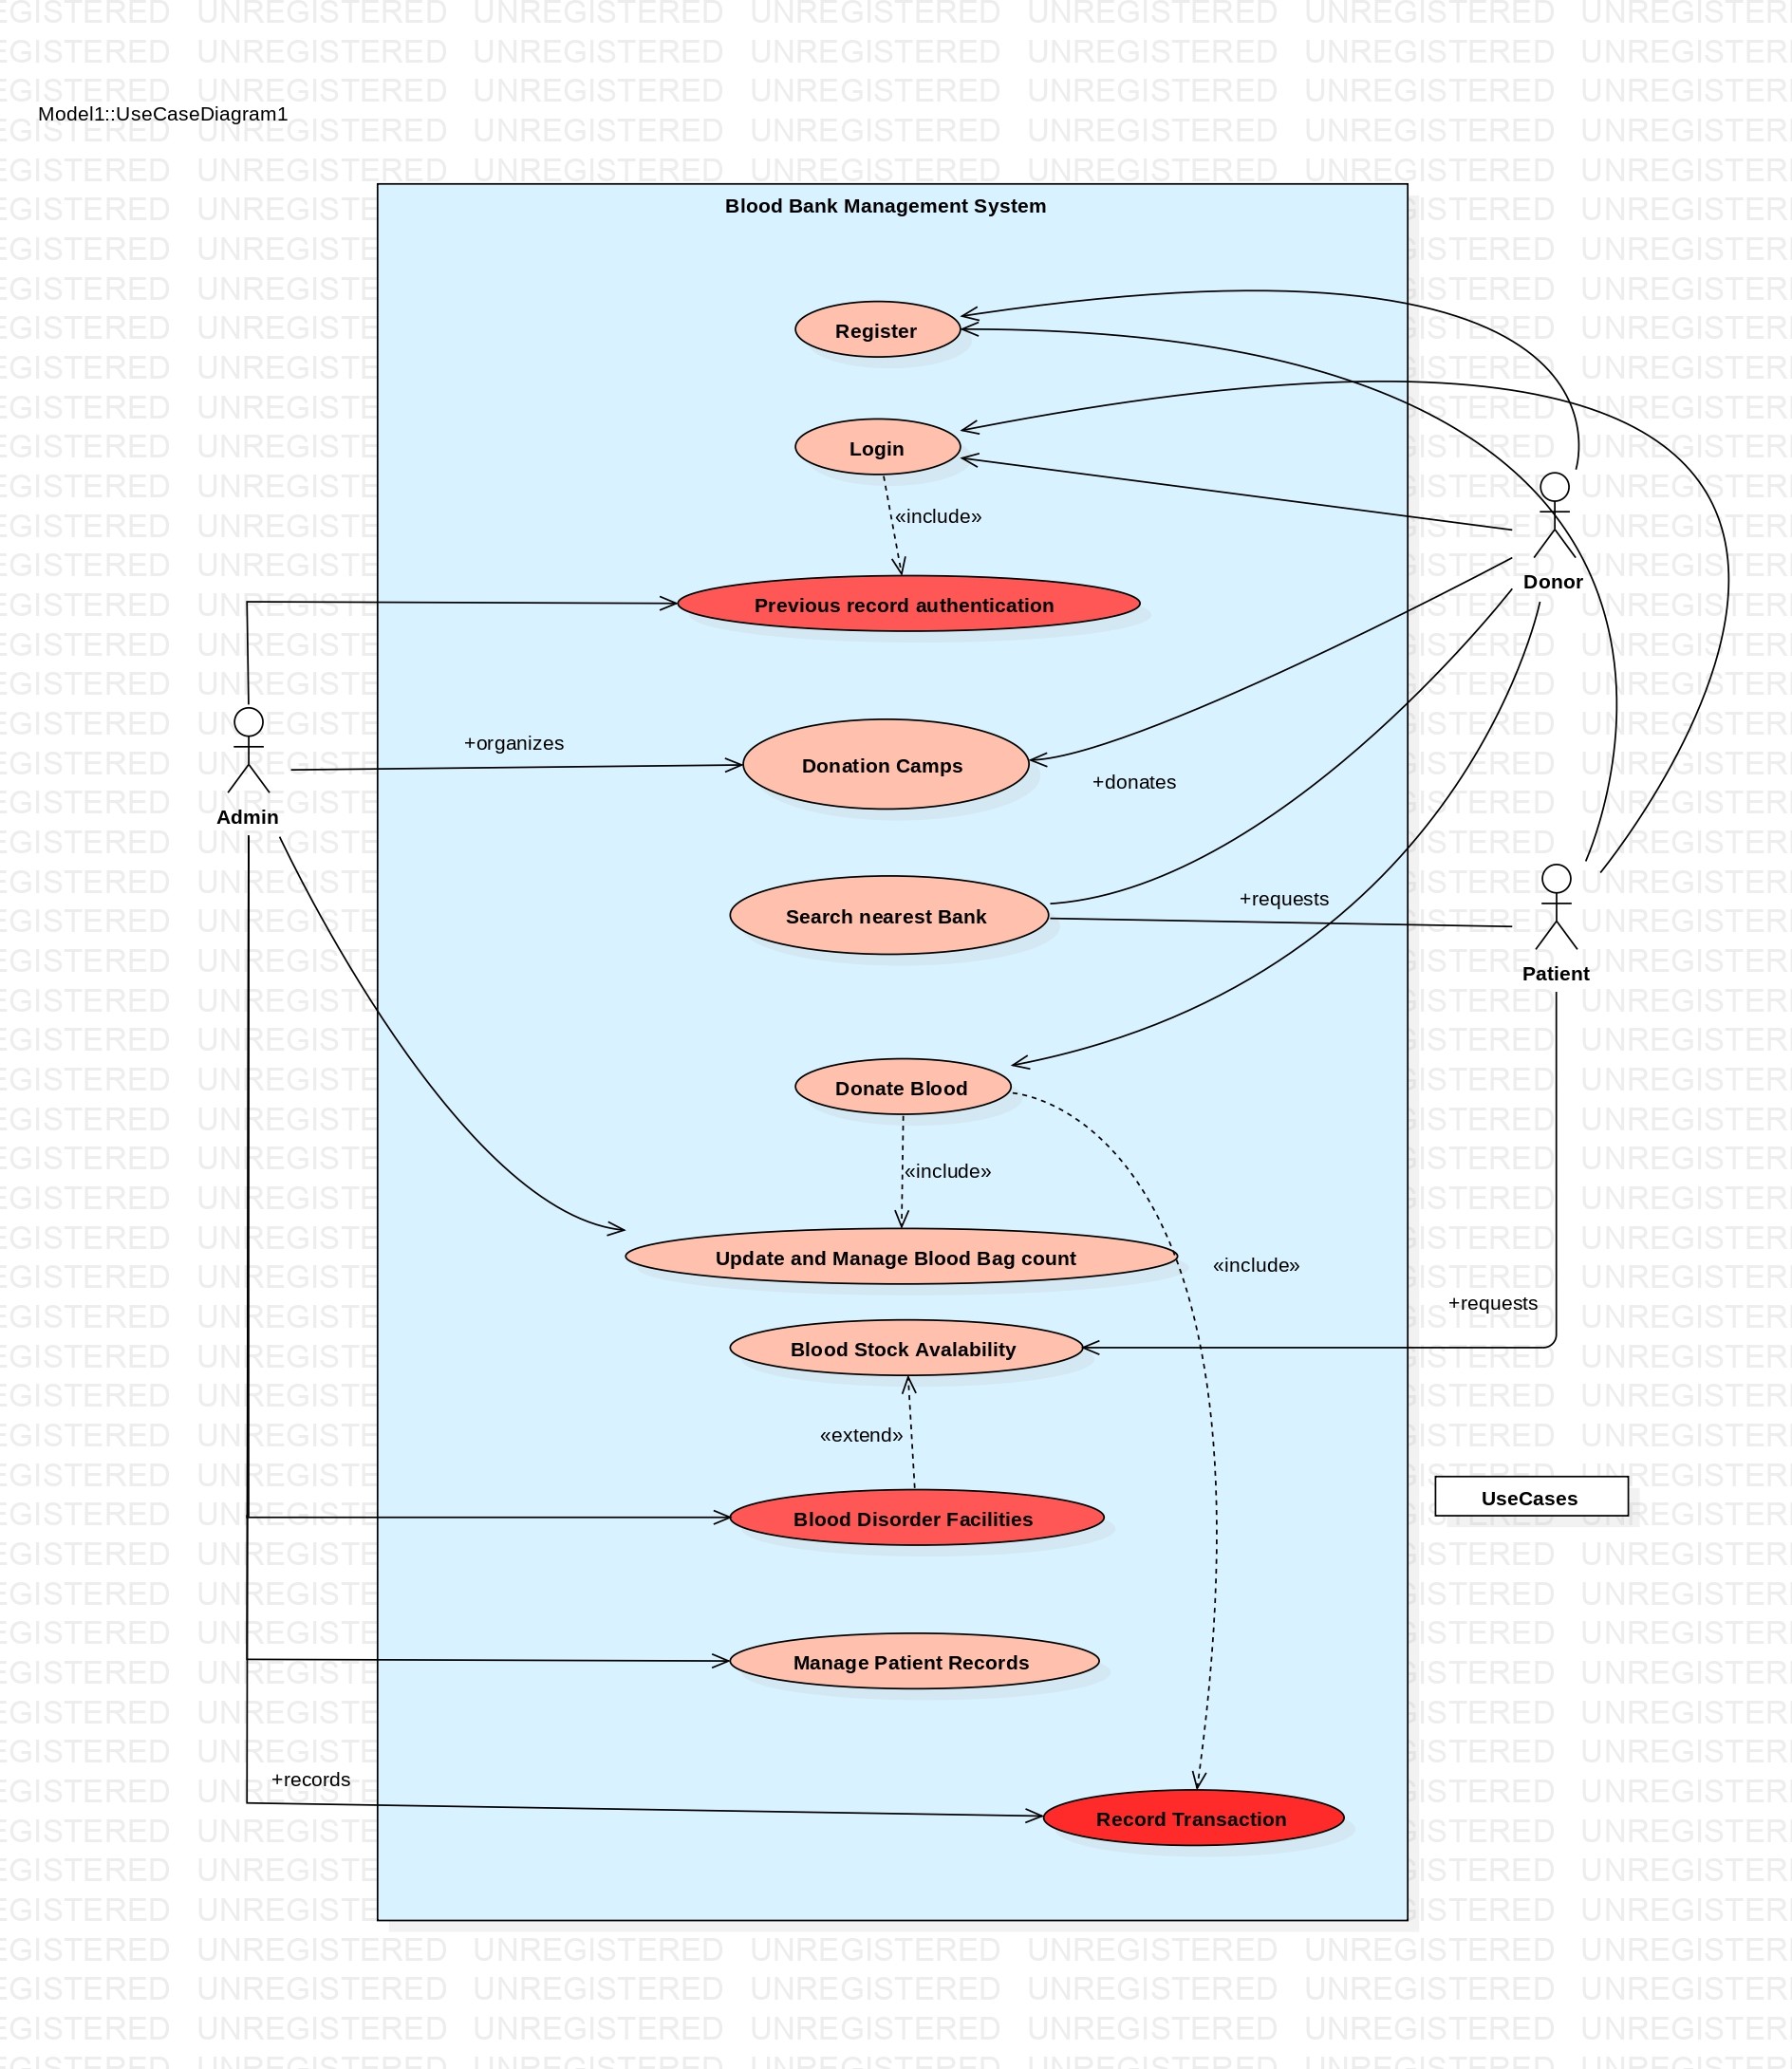 Model1::UseCaseDiagram1
Blood Bank Management System
Register
Login
«include»
Previous record authentication
Donor
+organizes
Donation Camps
+donates
Admin
Search nearest Bank
+requests
Patient
Donate Blood
«include»
Update and Manage Blood Bag count
«include»
+requests
Blood Stock Avalability
«extend»
UseCases
Blood Disorder Facilities
Manage Patient Records
+records
Record Transaction
UNREGISTERED